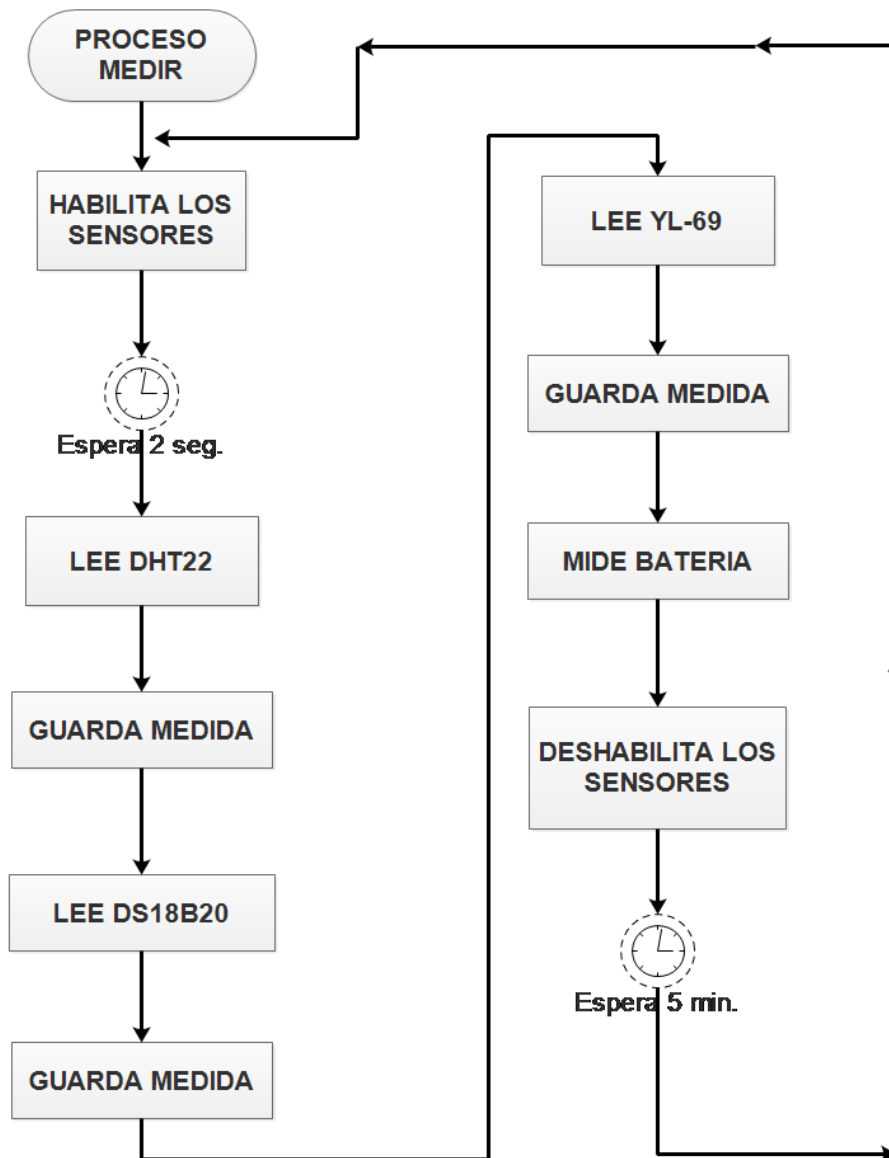 PROCESO
MEDIR
HABILITA LOS
SENSORES
Espera 2 seg.
LEE DHT22
GUARDA MEDIDA
LEE DS18B20
GUARDA MEDIDA
LEE YL-69
GUARDA MEDIDA
MIDE BATERIA
DESHABILITA LOS
SENSORES
Espera 5 min.